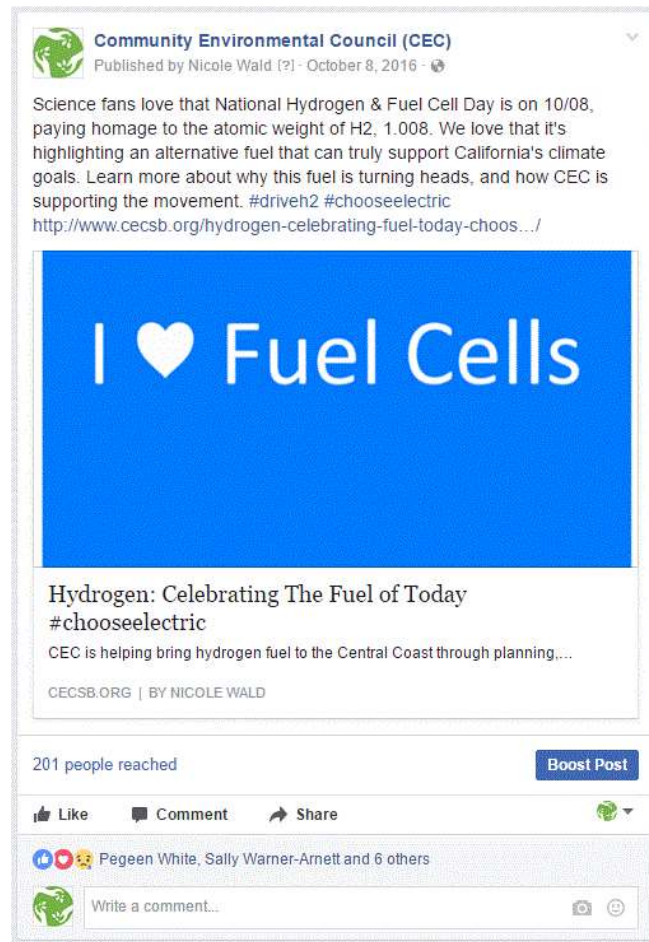 Community Environmental Council (CEC)
Published by Nicole Wald [?] · October 8, 2016 ·
Science fans love that National Hydrogen & Fuel Cell Day is on 10/08,
paying homage to the atomic weight of H2, 1.008. We love that it's
highlighting an alternative fuel that can truly support California's climate
goals. Learn more about why this fuel is turning heads, and how CEC is
supporting the movement. #driveh2 #chooseelectric
http://www.cecsb.org/hydrogen-celebrating-fuel-today-choos…/
I ♥ Fuel Cells
Hydrogen: Celebrating The Fuel of Today
#chooseelectric
CEC is helping bring hydrogen fuel to the Central Coast through planning,…
CECSB.ORG | BY NICOLE WALD
201 people reached
Boost Post
Like Comment Share
Pegeen White, Sally Warner-Arnett and 6 others
Write a comment...